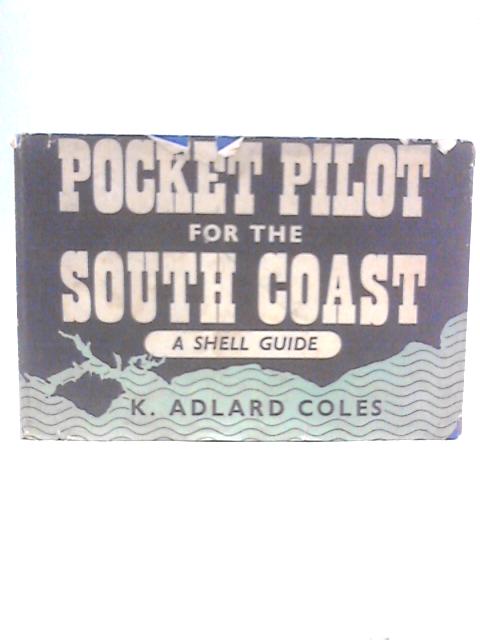 POCKET PILOT
FOR THE
SOUTH COAST
A SHELL GUIDE
K. ADLARD COLES